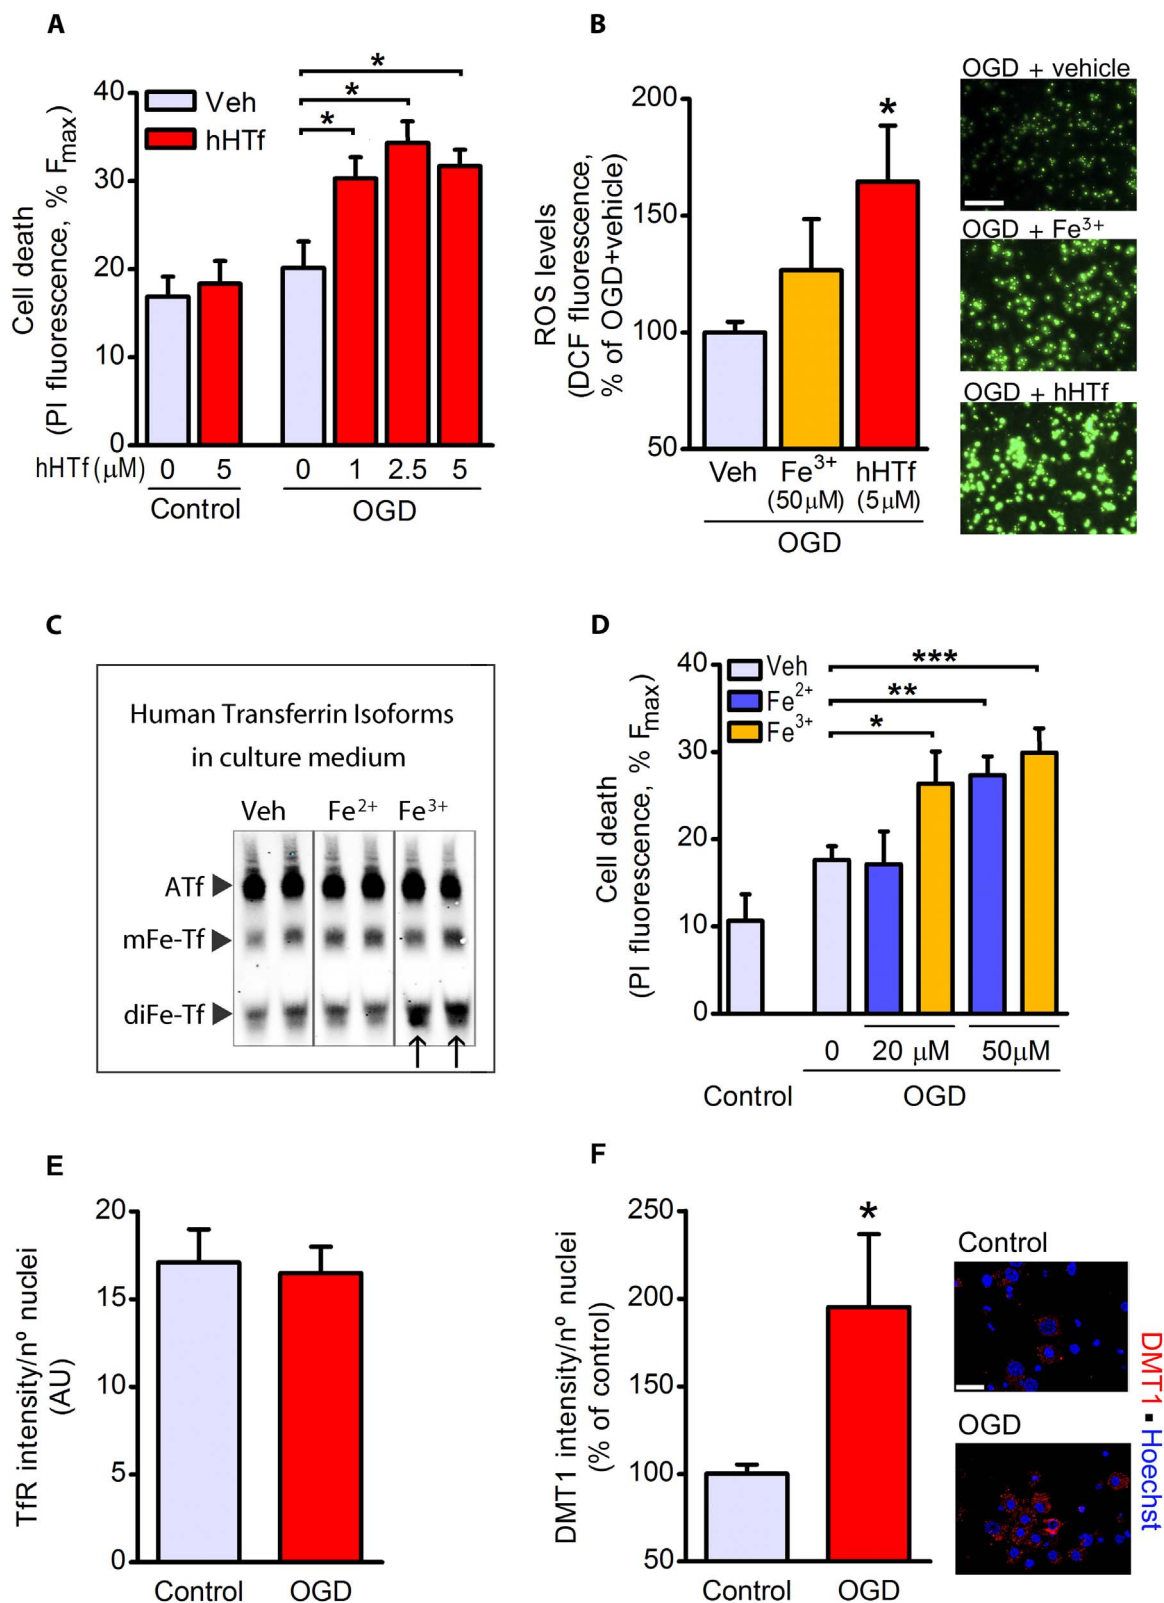 A
40
30
20
10
0
Cell death
(PI fluorescence, % Fmax)
Veh
hHTf
*
*
*
hHTf (μM) 0 5 0 1 2.5 5
Control OGD
B
200
150
100
50
ROS levels
(DCF fluorescence,
% of OGD+vehicle)
*
Veh Fe3+ hHTf
(50μM) (5μM)
OGD
OGD + vehicle
OGD + Fe3+
OGD + hHTf
C
Human Transferrin Isoforms
in culture medium
Veh Fe2+ Fe3+
ATf
mFe-Tf
diFe-Tf
D
40
30
20
10
0
Cell death
(PI fluorescence, % Fmax)
Veh
Fe2+
Fe3+
***
**
*
0 20 μM 50μM
Control OGD
E
20
15
10
5
0
TfR intensity/nº nuclei
(AU)
Control OGD
F
250
200
150
100
50
DMT1 intensity/nº nuclei
(% of control)
*
Control OGD
Control
OGD
DMT1 ▪ Hoechst